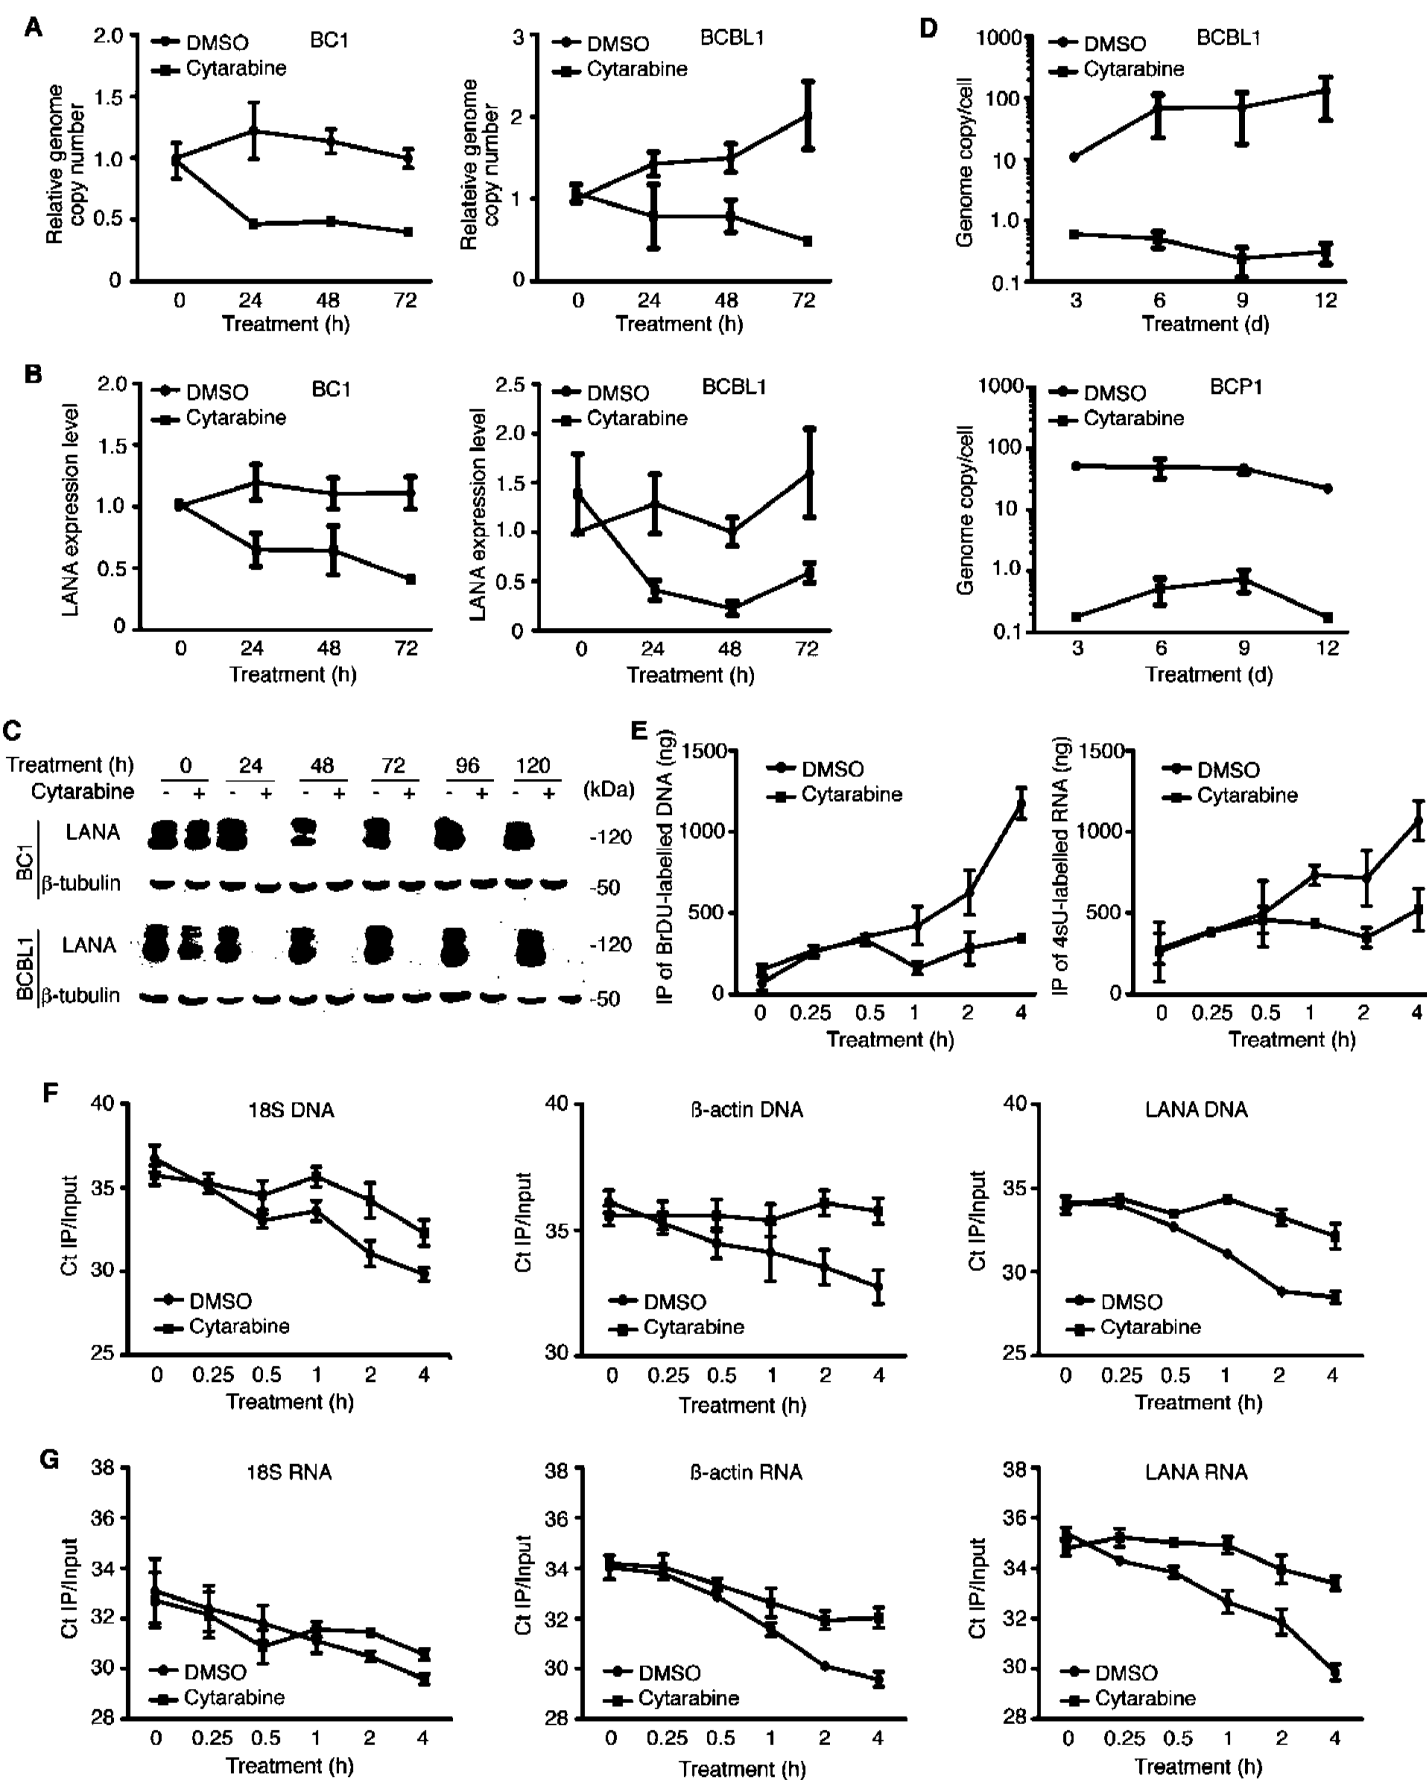 A
BC1
DMSO
Cytarabine
Relative genome
copy number
2.0
1.5
1.0
0.5
0
0 24 48 72
Treatment (h)
BCBL1
DMSO
Cytarabine
Relateive genome
copy number
3
2
1
0
0 24 48 72
Treatment (h)
D
BCBL1
DMSO
Cytarabine
Genome copy/cell
1000
100
10
1.0
0.1
3 6 9 12
Treatment (d)
B
BC1
DMSO
Cytarabine
LANA expression level
2.0
1.5
1.0
0.5
0
0 24 48 72
Treatment (h)
BCBL1
DMSO
Cytarabine
LANA expression level
2.5
2.0
1.5
1.0
0.5
0
0 24 48 72
Treatment (h)
BCP1
DMSO
Cytarabine
Genome copy/cell
1000
100
10
1.0
0.1
3 6 9 12
Treatment (d)
C
Treatment (h) 0 24 48 72 96 120
Cytarabine - + - + - + - + - + - + (kDa)
BC1
LANA -120
β-tubulin -50
BCBL1
LANA -120
β-tubulin -50
E
DMSO
Cytarabine
IP of BrDU-labelled DNA (ng)
1500
1000
500
0
0 0.25 0.5 1 2 4
Treatment (h)
DMSO
Cytarabine
IP of 4sU-labelled RNA (ng)
1500
1000
500
0
0 0.25 0.5 1 2 4
Treatment (h)
F
18S DNA
Ct IP/Input
40
35
30
25
DMSO
Cytarabine
0 0.25 0.5 1 2 4
Treatment (h)
ß-actin DNA
Ct IP/Input
40
35
30
DMSO
Cytarabine
0 0.25 0.5 1 2 4
Treatment (h)
LANA DNA
Ct IP/Input
40
35
30
25
DMSO
Cytarabine
0 0.25 0.5 1 2 4
Treatment (h)
G
18S RNA
Ct IP/Input
38
36
34
32
30
28
DMSO
Cytarabine
0 0.25 0.5 1 2 4
Treatment (h)
ß-actin RNA
Ct IP/Input
38
36
34
32
30
28
DMSO
Cytarabine
0 0.25 0.5 1 2 4
Treatment (h)
LANA RNA
Ct IP/Input
38
36
34
32
30
28
DMSO
Cytarabine
0 0.25 0.5 1 2 4
Treatment (h)